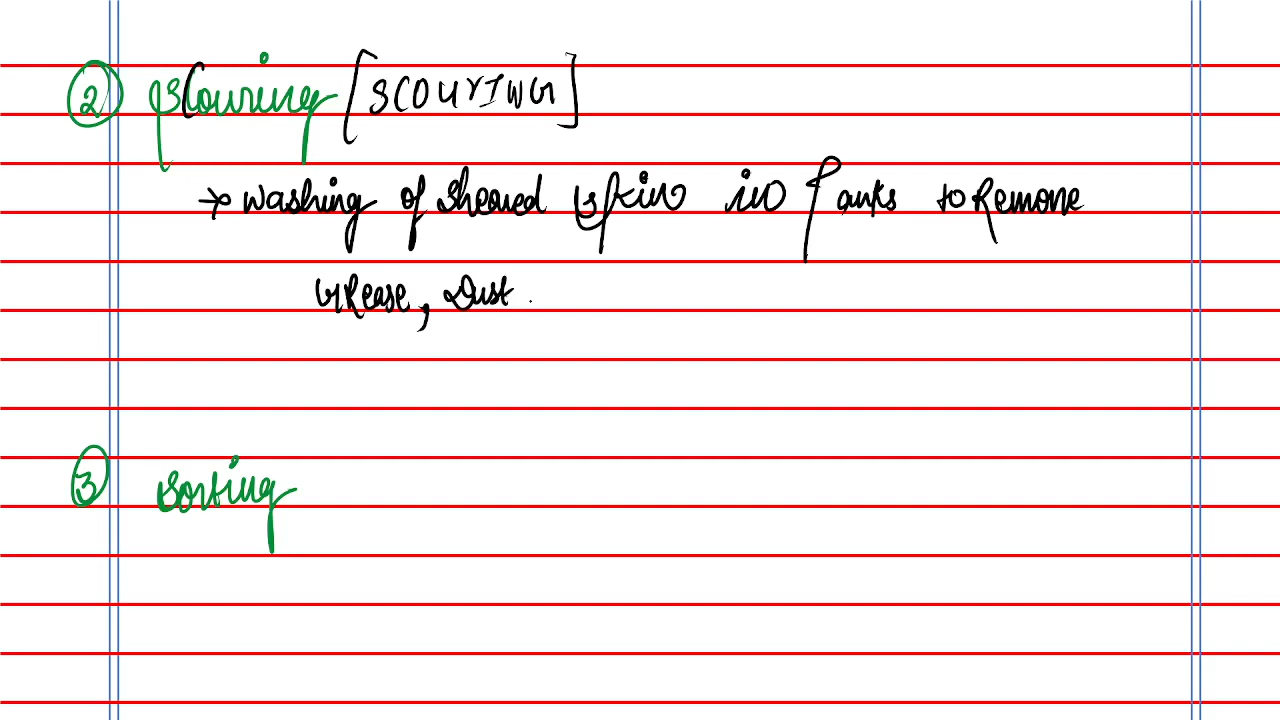 ② Scouring [SCOURING]
→ Washing of Sheared Skin in Tanks to Remove
Grease, Dust.
③ Sorting